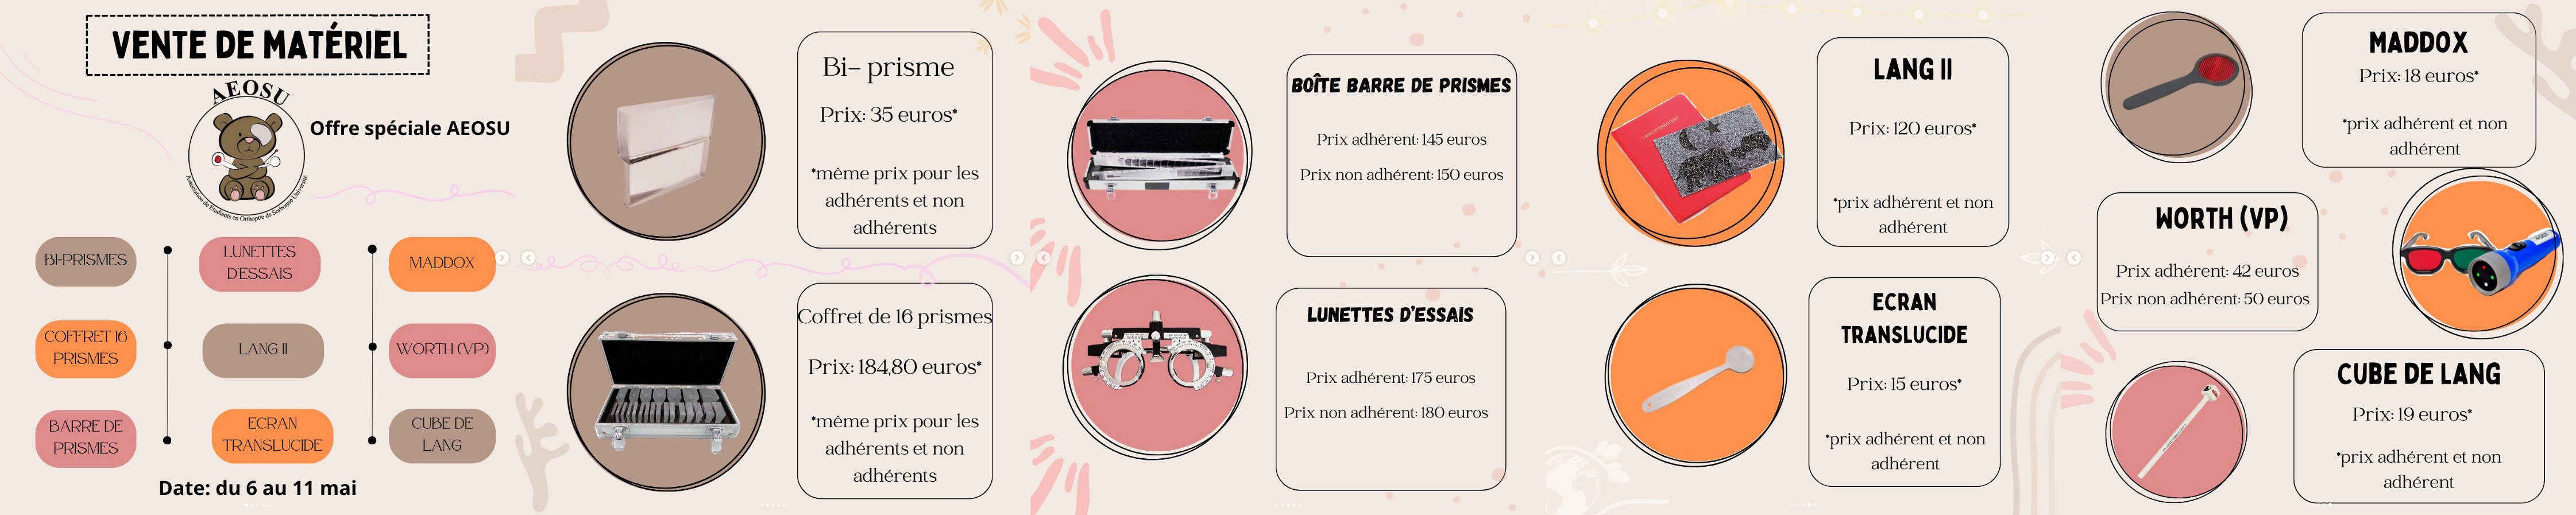 VENTE DE MATÉRIEL
AEOSU
Association de Étudiants en Orthoptie de Sorbonne Université
Offre spéciale AEOSU
BI-PRISMES
LUNETTES
D'ESSAIS
MADDOX
COFFRET 16
PRISMES
LANG II
WORTH (VP)
BARRE DE
PRISMES
ECRAN
TRANSLUCIDE
CUBE DE
LANG
Date: du 6 au 11 mai
Bi- prisme
Prix: 35 euros*
*même prix pour les
adhérents et non
adhérents
Coffret de 16 prismes
Prix: 184,80 euros*
*même prix pour les
adhérents et non
adhérents
BOÎTE BARRE DE PRISMES
Prix adhérent: 145 euros
Prix non adhérent: 150 euros
LUNETTES D'ESSAIS
Prix adhérent: 175 euros
Prix non adhérent: 180 euros
LANG II
Prix: 120 euros*
*prix adhérent et non
adhérent
ECRAN
TRANSLUCIDE
Prix: 15 euros*
*prix adhérent et non
adhérent
MADDOX
Prix: 18 euros*
*prix adhérent et non
adhérent
WORTH (VP)
Prix adhérent: 42 euros
Prix non adhérent: 50 euros
CUBE DE LANG
Prix: 19 euros*
*prix adhérent et non
adhérent